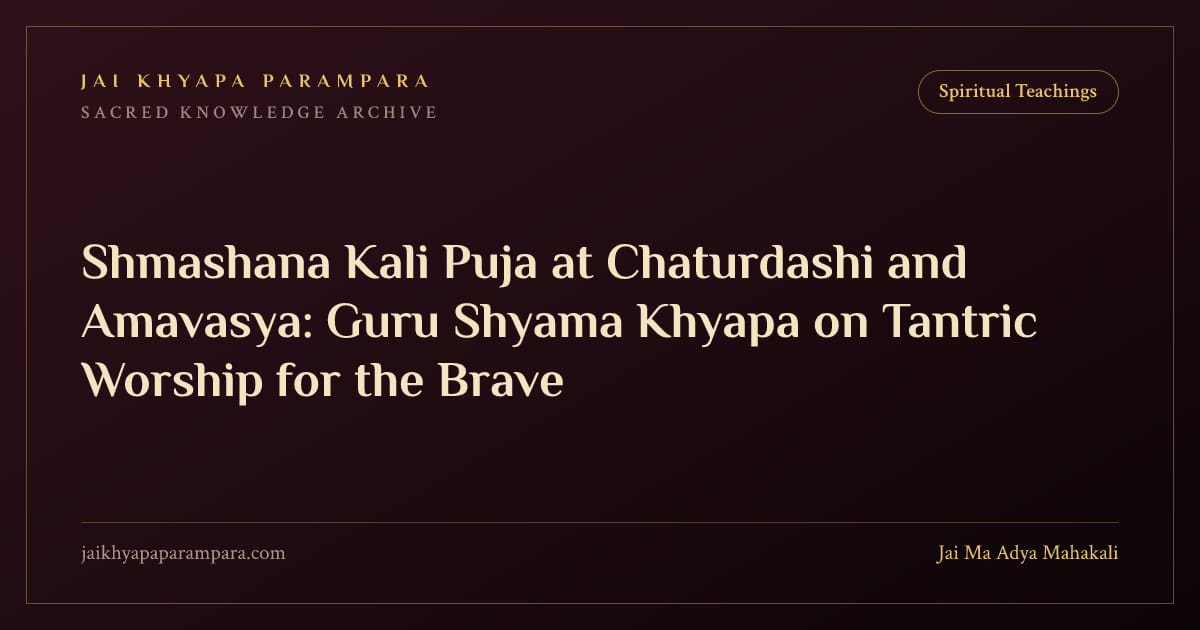 JAI KHYAPA PARAMPARA
SACRED KNOWLEDGE ARCHIVE
Spiritual Teachings
Shmashana Kali Puja at Chaturdashi and
Amavasya: Guru Shyama Khyapa on Tantric
Worship for the Brave
jaikhyapaparampara.com
Jai Ma Adya Mahakali